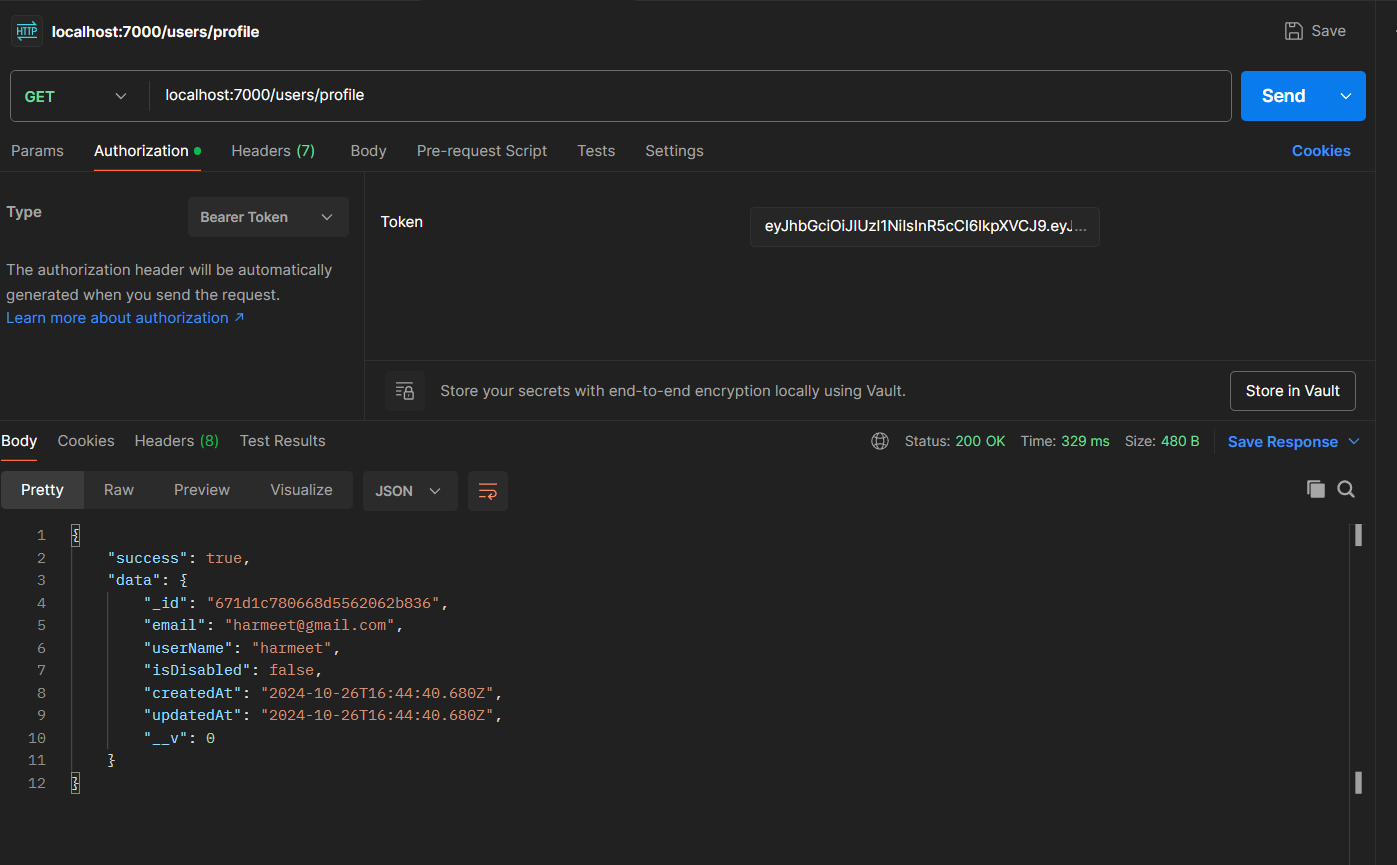 HTTP localhost:7000/users/profile Save
GET localhost:7000/users/profile Send
Params Authorization Headers (7) Body Pre-request Script Tests Settings Cookies
Type Bearer Token Token eyJhbGciOiJIUzI1NiIsInR5cCI6IkpXVCJ9.eyJ...
The authorization header will be automatically
generated when you send the request.
Learn more about authorization ↗
Store your secrets with end-to-end encryption locally using Vault. Store in Vault
Body Cookies Headers (8) Test Results Status: 200 OK Time: 329 ms Size: 480 B Save Response
Pretty Raw Preview Visualize JSON
1 {
2 "success": true,
3 "data": {
4 "_id": "671d1c780668d5562062b836",
5 "email": "harmeet@gmail.com",
6 "userName": "harmeet",
7 "isDisabled": false,
8 "createdAt": "2024-10-26T16:44:40.680Z",
9 "updatedAt": "2024-10-26T16:44:40.680Z",
10 "__v": 0
11 }
12 }